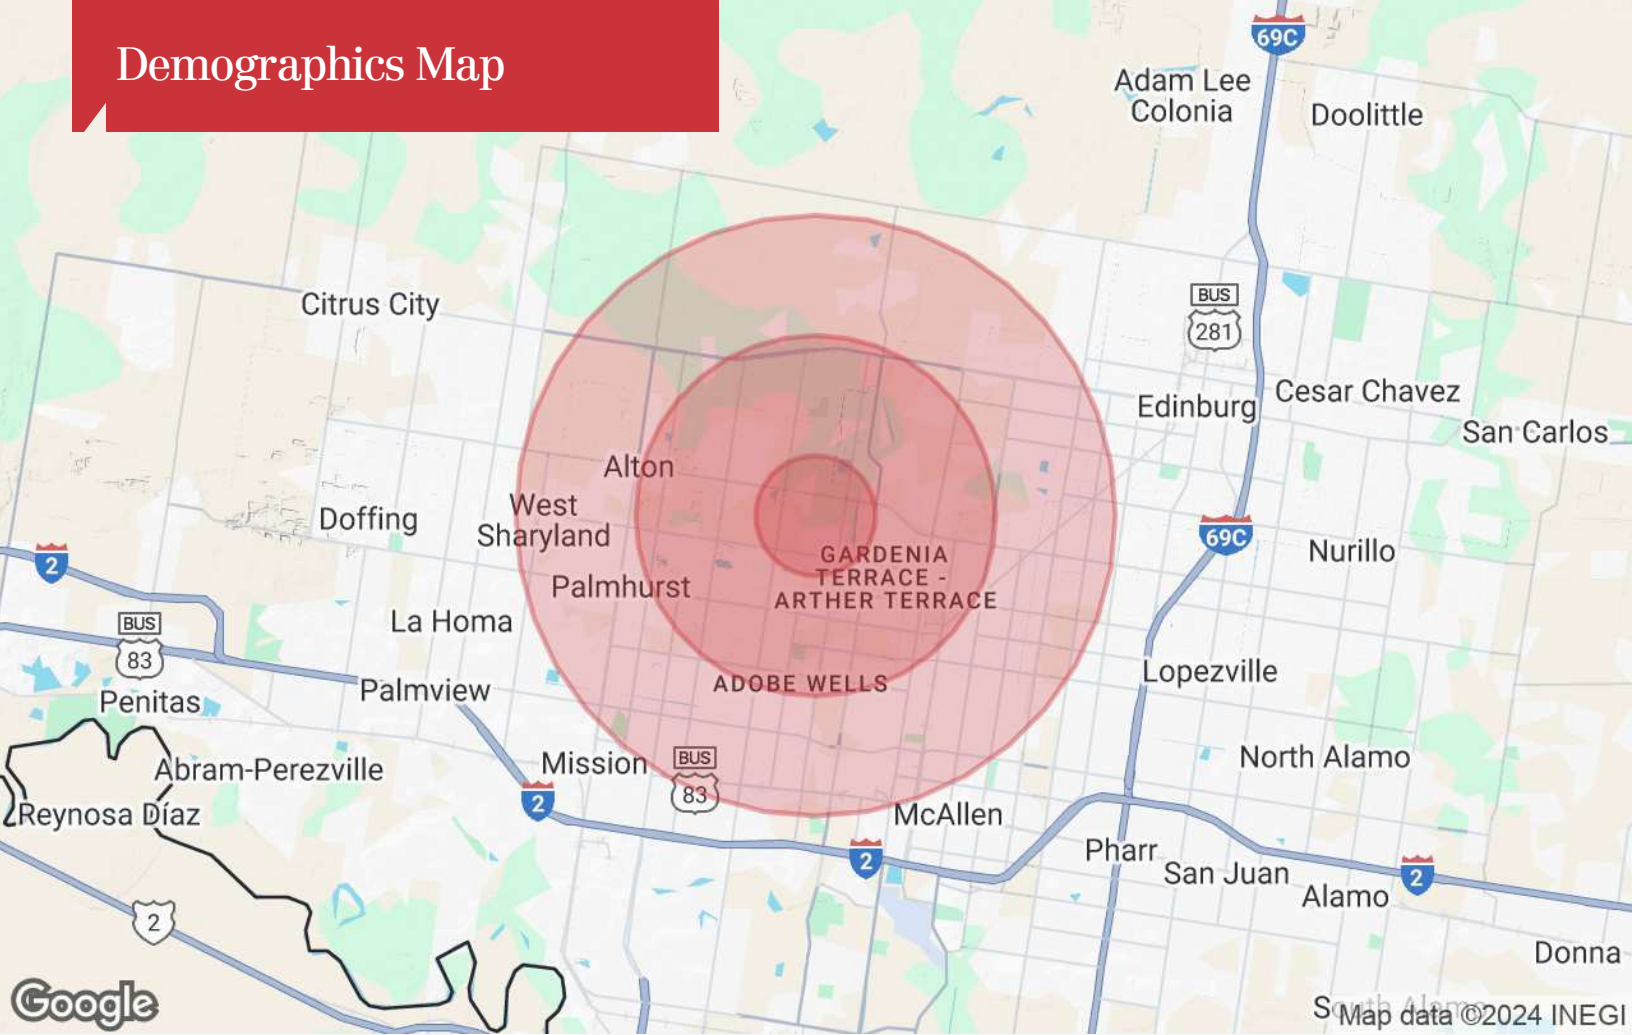 Demographics Map
69C
Adam Lee
Colonia
Doolittle
BUS
281
Citrus City
Cesar Chavez
Edinburg
San Carlos
Alton
West
Sharyland
Doffing
69C
Nurillo
2
GARDENIA
TERRACE -
ARTHER TERRACE
Palmhurst
La Homa
BUS
83
Lopezville
ADOBE WELLS
Palmview
Penitas
North Alamo
Mission
BUS
83
Abram-Perezville
2
Reynosa Díaz
McAllen
Pharr
2
San Juan
2
Alamo
2
Donna
Google
South Alamo
Map data ©2024 INEGI